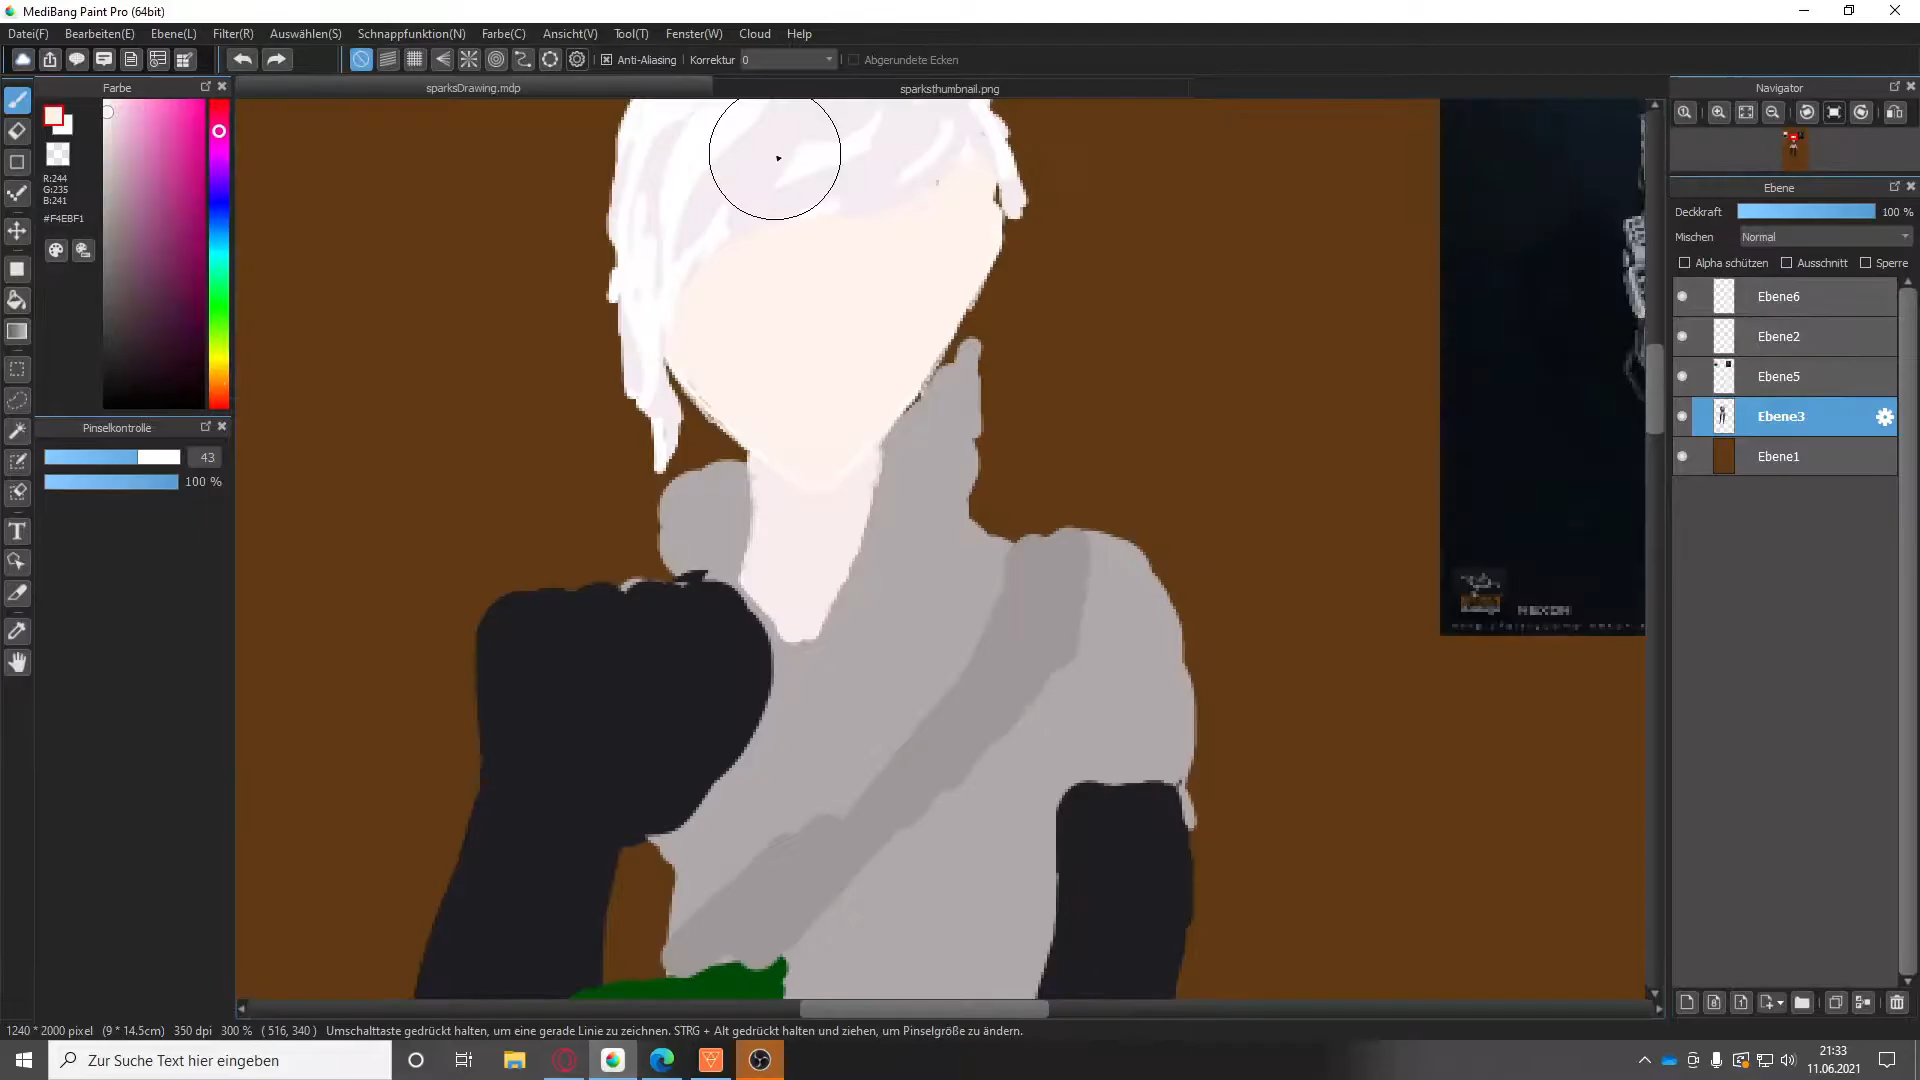 MediBang Paint Pro (64bit)
Datei(F) Bearbeiten(E) Ebene(L) Filter(R) Auswählen(S) Schnappfunktion(N) Farbe(C) Ansicht(V) Tool(T) Fenster(W) Cloud Help
Anti-Aliasing Korrektur 0 Abgerundete Ecken
Farbe
sparksDrawing.mdp
sparksthumbnail.png
Navigator
R:244
G:235
B:241
#F4EBF1
Ebene
Deckkraft 100 %
Mischen Normal
Alpha schützen Ausschnitt Sperre
Ebene6
Ebene2
Ebene5
Ebene3
Ebene1
Pinselkontrolle
43
100 %
T
NEXON
1240 * 2000 pixel (9 * 14.5cm) 350 dpi 300 % ( 516, 340 ) Umschalttaste gedrückt halten, um eine gerade Linie zu zeichnen. STRG + Alt gedrückt halten und ziehen, um Pinselgröße zu ändern.
Zur Suche Text hier eingeben
21:33
11.06.2021